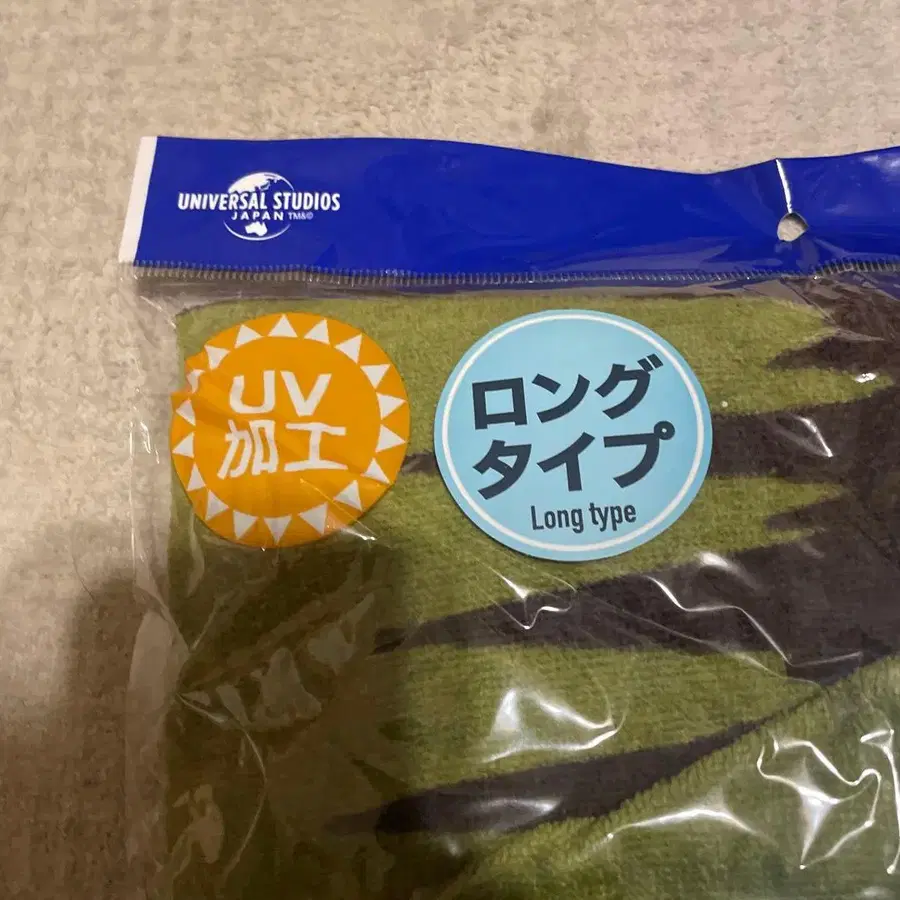 UNIVERSAL STUDIOS
JAPAN TM&©
UV
加工
ロング
タイプ
Long type